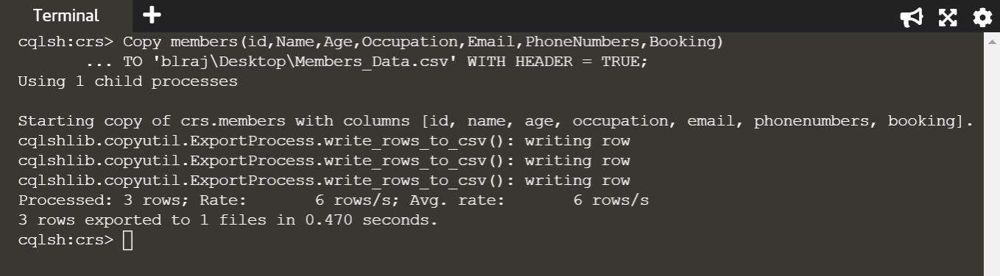 Terminal
cqlsh:crs> Copy members(id,Name,Age,Occupation,Email,PhoneNumbers,Booking)
... TO 'blraj\Desktop\Members_Data.csv' WITH HEADER = TRUE;
Using 1 child processes
Starting copy of crs.members with columns [id, name, age, occupation, email, phonenumbers, booking].
cqlshlib.copyutil.ExportProcess.write_rows_to_csv(): writing row
cqlshlib.copyutil.ExportProcess.write_rows_to_csv(): writing row
cqlshlib.copyutil.ExportProcess.write_rows_to_csv(): writing row
Processed: 3 rows; Rate:       6 rows/s; Avg. rate:       6 rows/s
3 rows exported to 1 files in 0.470 seconds.
cqlsh:crs>